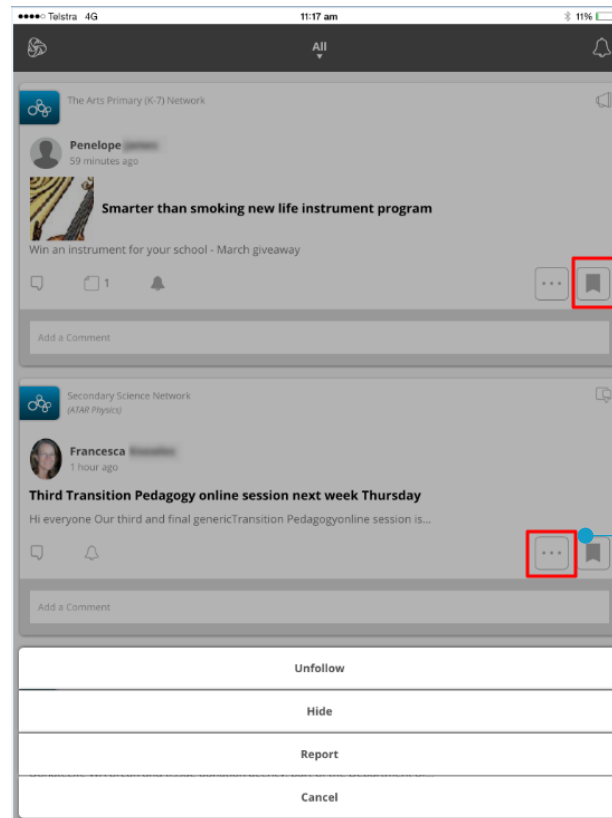 Telstra 4G 11:17 am 11%
All
The Arts Primary (K-7) Network
Penelope
59 minutes ago
Smarter than smoking new life instrument program
Win an instrument for your school - March giveaway
1
Add a Comment
Secondary Science Network
(ATAR Physics)
Francesca
1 hour ago
Third Transition Pedagogy online session next week Thursday
Hi everyone Our third and final genericTransition Pedagogyonline session is...
Add a Comment
Unfollow
Hide
Report
Cancel